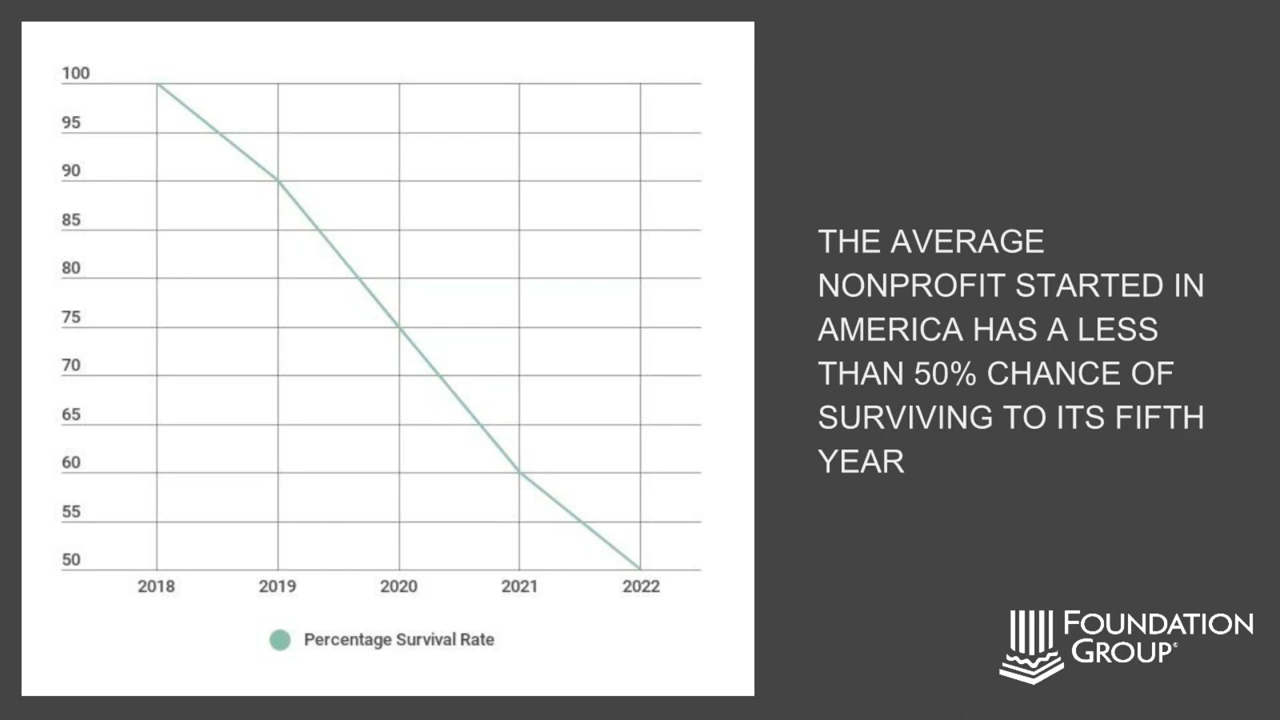 100
95
90
85
80
75
70
65
60
55
50
2018 2019 2020 2021 2022
Percentage Survival Rate
THE AVERAGE
NONPROFIT STARTED IN
AMERICA HAS A LESS
THAN 50% CHANCE OF
SURVIVING TO ITS FIFTH
YEAR
FOUNDATION
GROUP®